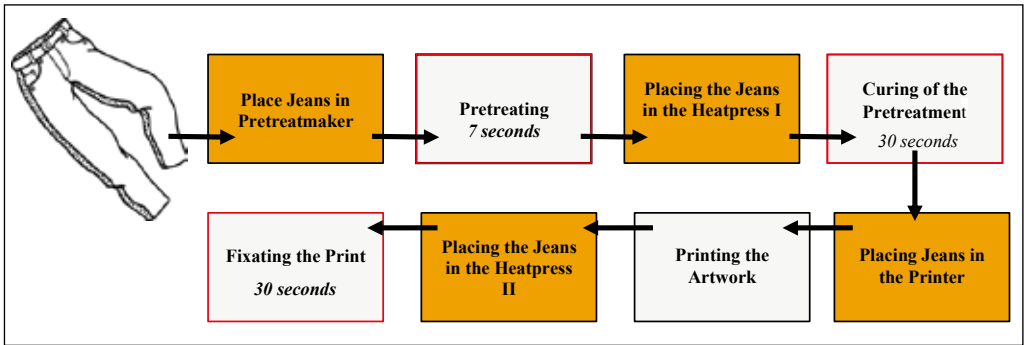 Place Jeans in
Pretreatmaker
Pretreating
7 seconds
Placing the Jeans
in the Heatpress I
Curing of the
Pretreatment
30 seconds
Placing Jeans in
the Printer
Printing the
Artwork
Placing the Jeans
in the Heatpress
II
Fixating the Print
30 seconds